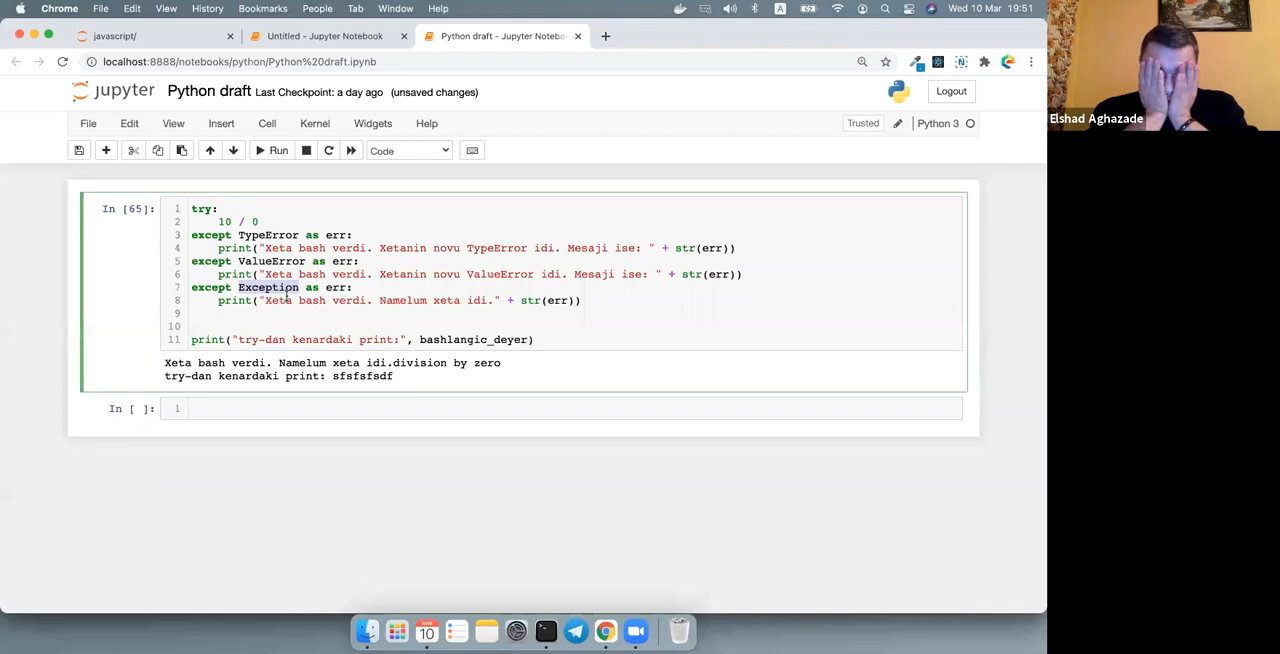 Chrome File Edit View History Bookmarks People Tab Window Help A Wed 10 Mar 19:51
javascript/ Untitled - Jupyter Notebook Python draft - Jupyter Notebo
localhost:8888/notebooks/python/Python%20draft.ipynb
jupyter Python draft Last Checkpoint: a day ago (unsaved changes) Logout
File Edit View Insert Cell Kernel Widgets Help Trusted Python 3
Run Code
In [65]:
1 try:
2 10 / 0
3 except TypeError as err:
4 print("Xeta bash verdi. Xetanin novu TypeError idi. Mesaji ise: " + str(err))
5 except ValueError as err:
6 print("Xeta bash verdi. Xetanin novu ValueError idi. Mesaji ise: " + str(err))
7 except Exception as err:
8 print("Xeta bash verdi. Namelum xeta idi." + str(err))
9
10
11 print("try-dan kenardaki print:", bashlangic_deyer)
Xeta bash verdi. Namelum xeta idi.division by zero
try-dan kenardaki print: sfsfsfsdf
In [ ]: 1
Elshad Aghazade
MAR
10